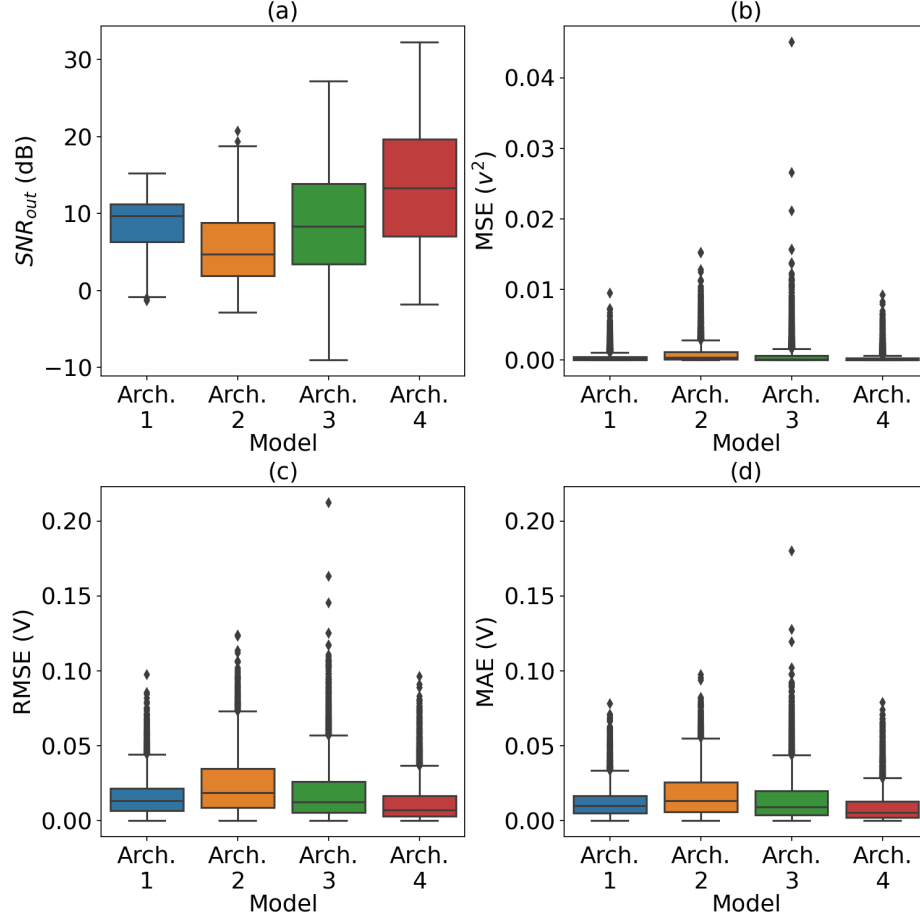 (a)
SNR_out (dB)
30
20
10
0
−10
Arch. 1
Arch. 2
Arch. 3
Arch. 4
Model
(b)
MSE (v²)
0.04
0.03
0.02
0.01
0.00
Arch. 1
Arch. 2
Arch. 3
Arch. 4
Model
(c)
RMSE (V)
0.20
0.15
0.10
0.05
0.00
Arch. 1
Arch. 2
Arch. 3
Arch. 4
Model
(d)
MAE (V)
0.20
0.15
0.10
0.05
0.00
Arch. 1
Arch. 2
Arch. 3
Arch. 4
Model